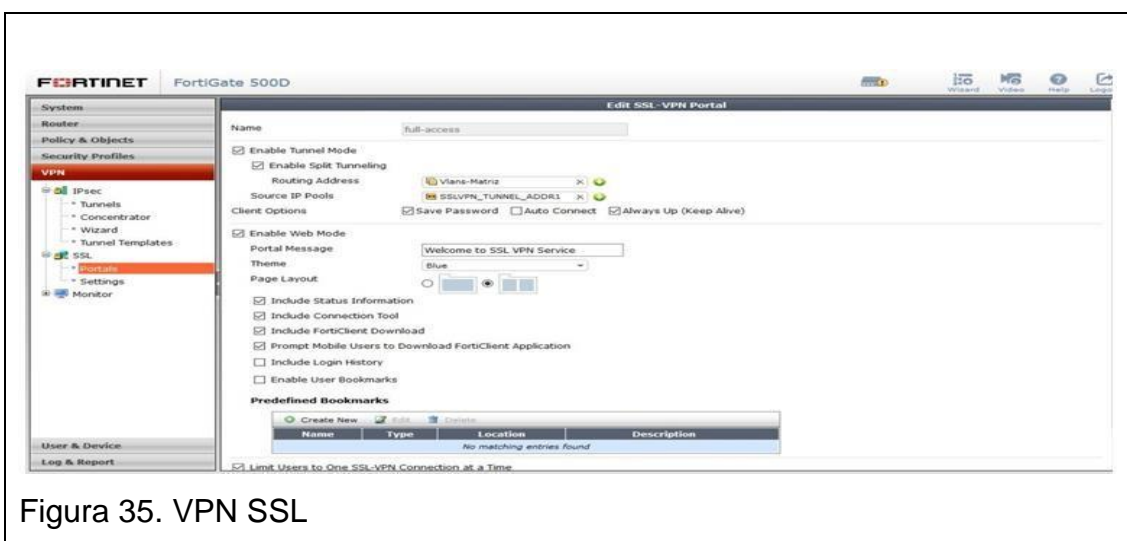 FORTINET FortiGate 500D
Wizard Video Help Logo
System
Router
Policy & Objects
Security Profiles
VPN
IPsec
Tunnels
Concentrator
Wizard
Tunnel Templates
SSL
Portals
Settings
Monitor
User & Device
Log & Report
Edit SSL-VPN Portal
Name full-access
Enable Tunnel Mode
Enable Split Tunneling
Routing Address Vlans-Matriz
Source IP Pools SSLVPN_TUNNEL_ADDR1
Client Options Save Password Auto Connect Always Up (Keep Alive)
Enable Web Mode
Portal Message Welcome to SSL VPN Service
Theme Blue
Page Layout
Include Status Information
Include Connection Tool
Include FortiClient Download
Prompt Mobile Users to Download FortiClient Application
Include Login History
Enable User Bookmarks
Predefined Bookmarks
Create New Edit Delete
Name Type Location Description
No matching entries found
Limit Users to One SSL-VPN Connection at a Time
Figura 35. VPN SSL